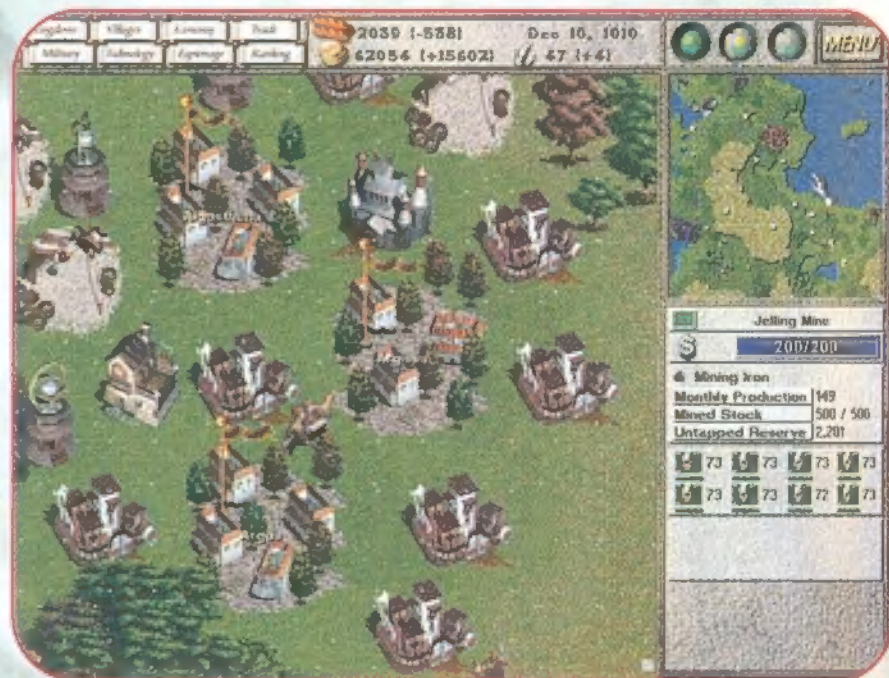 Kingdoms Villages Economy Trade
Military Technology Espionage Ranking
2039 (-588) Dec 10, 1010
62054 (+15602) 47 (+4)
MENU
Jelling Mine
200/200
Mining Iron
Monthly Production 149
Mined Stock 500 / 500
Untapped Reserve 2,201
73 73 73 73
73 73 72 73